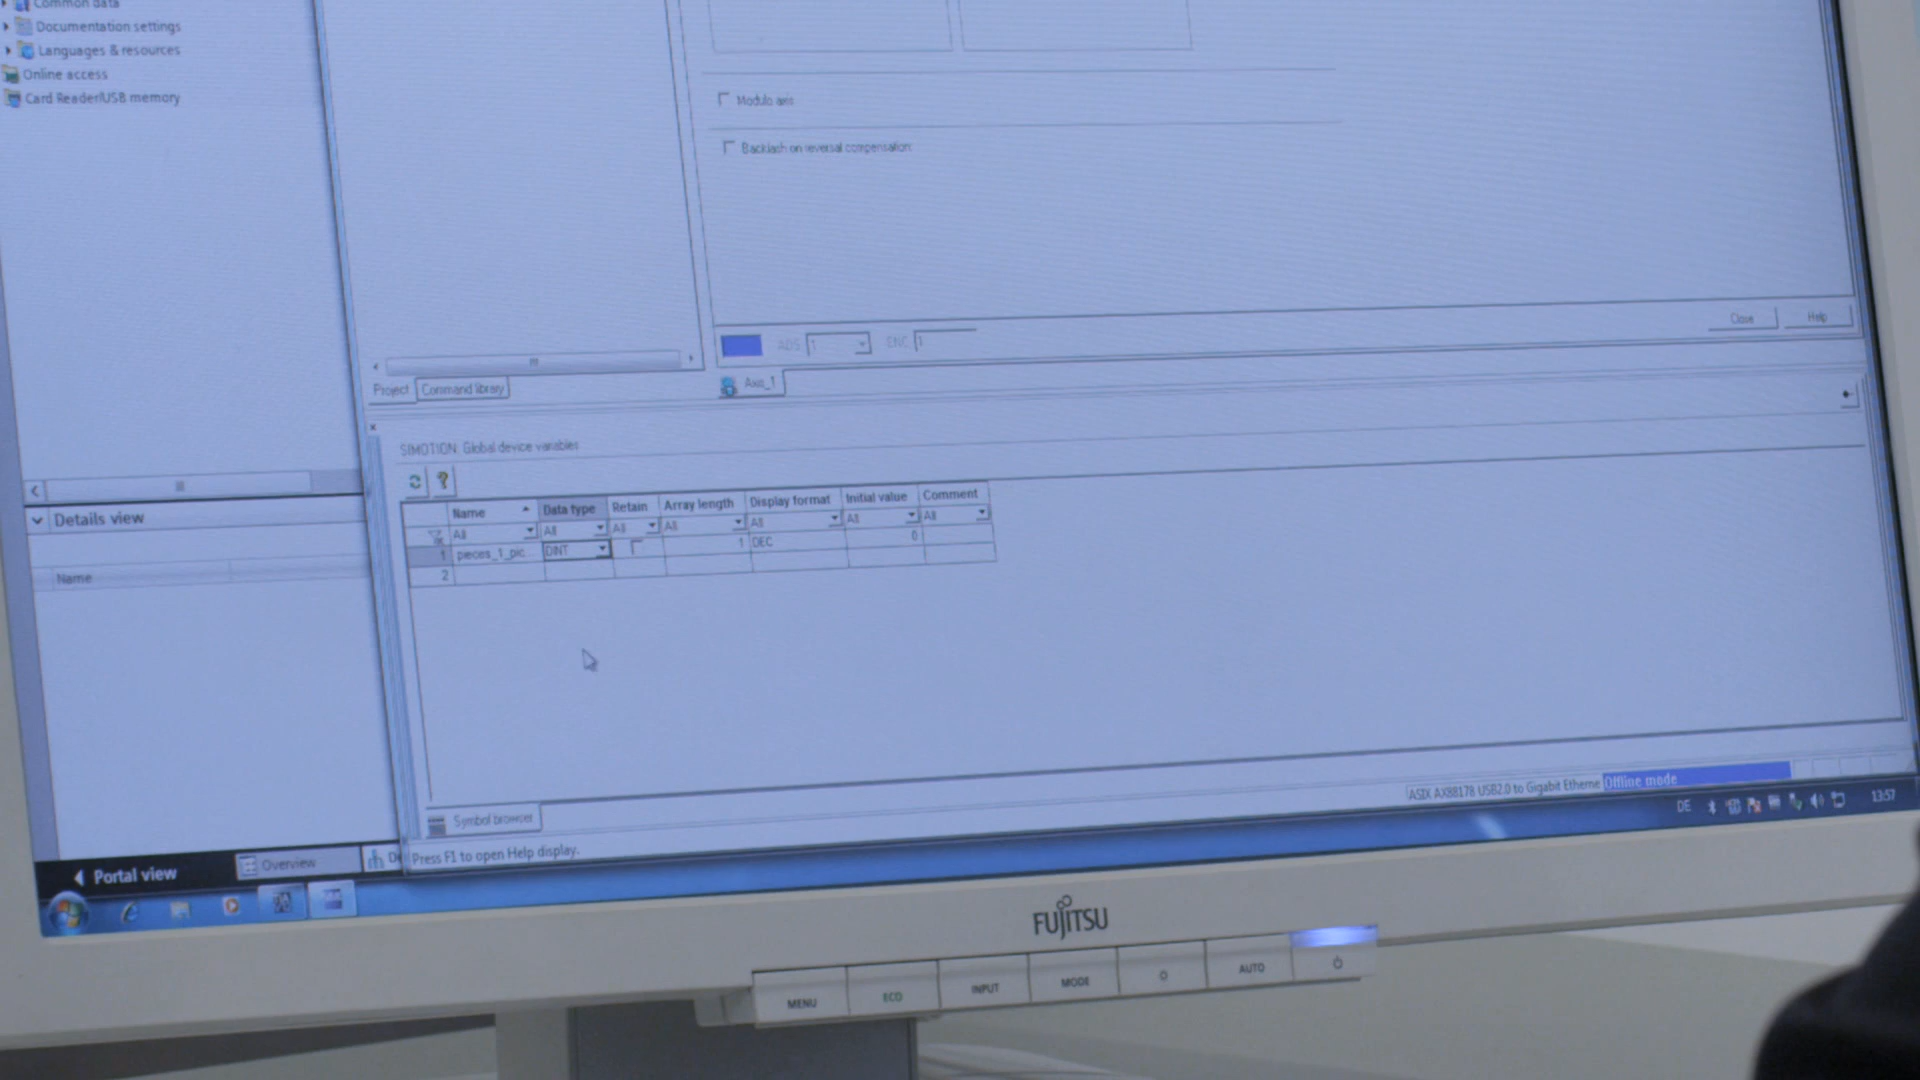 Common data
Documentation settings
Languages & resources
Online access
Card Reader/USB memory
Modulo axis
Backlash on reversal compensation
ADS 1
ENC 1
Close
Help
Project
Command library
Axis_1
SIMOTION: Global device variables
Details view
Name
Name Data type Retain Array length Display format Initial value Comment
All All All All All All All
1 pieces_1_pic DINT 1 DEC 0
2
Symbol browser
ASIX AX88178 USB2.0 to Gigabit Etherne Offline mode
Press F1 to open Help display.
DE 13:57
Portal view
Overview
FUJITSU
MENU ECO INPUT MODE AUTO